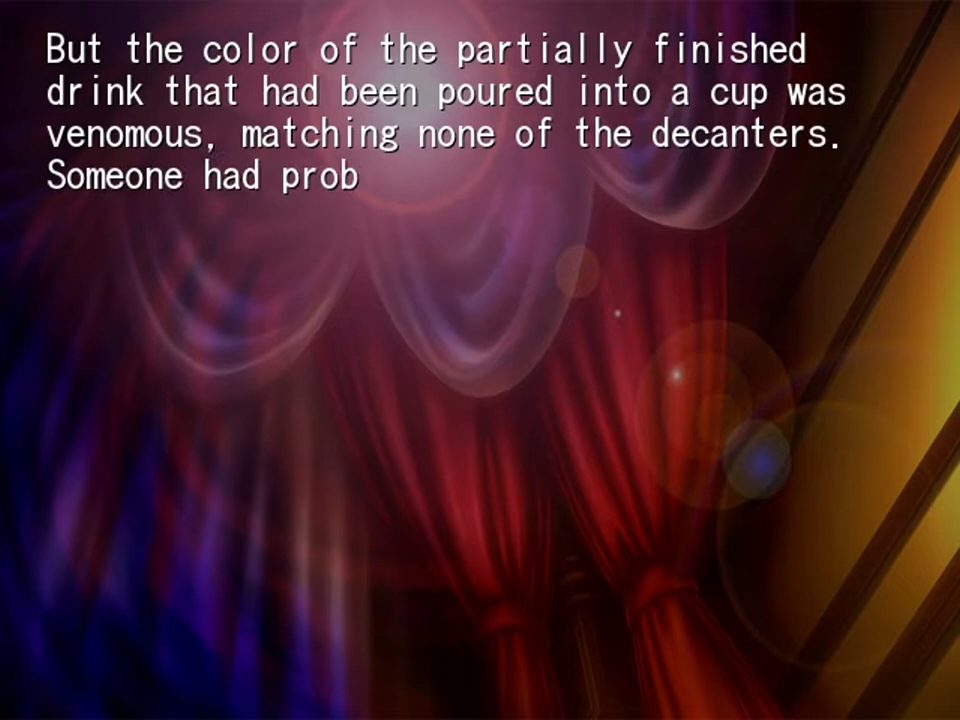 But the color of the partially finished
drink that had been poured into a cup was
venomous, matching none of the decanters.
Someone had prob